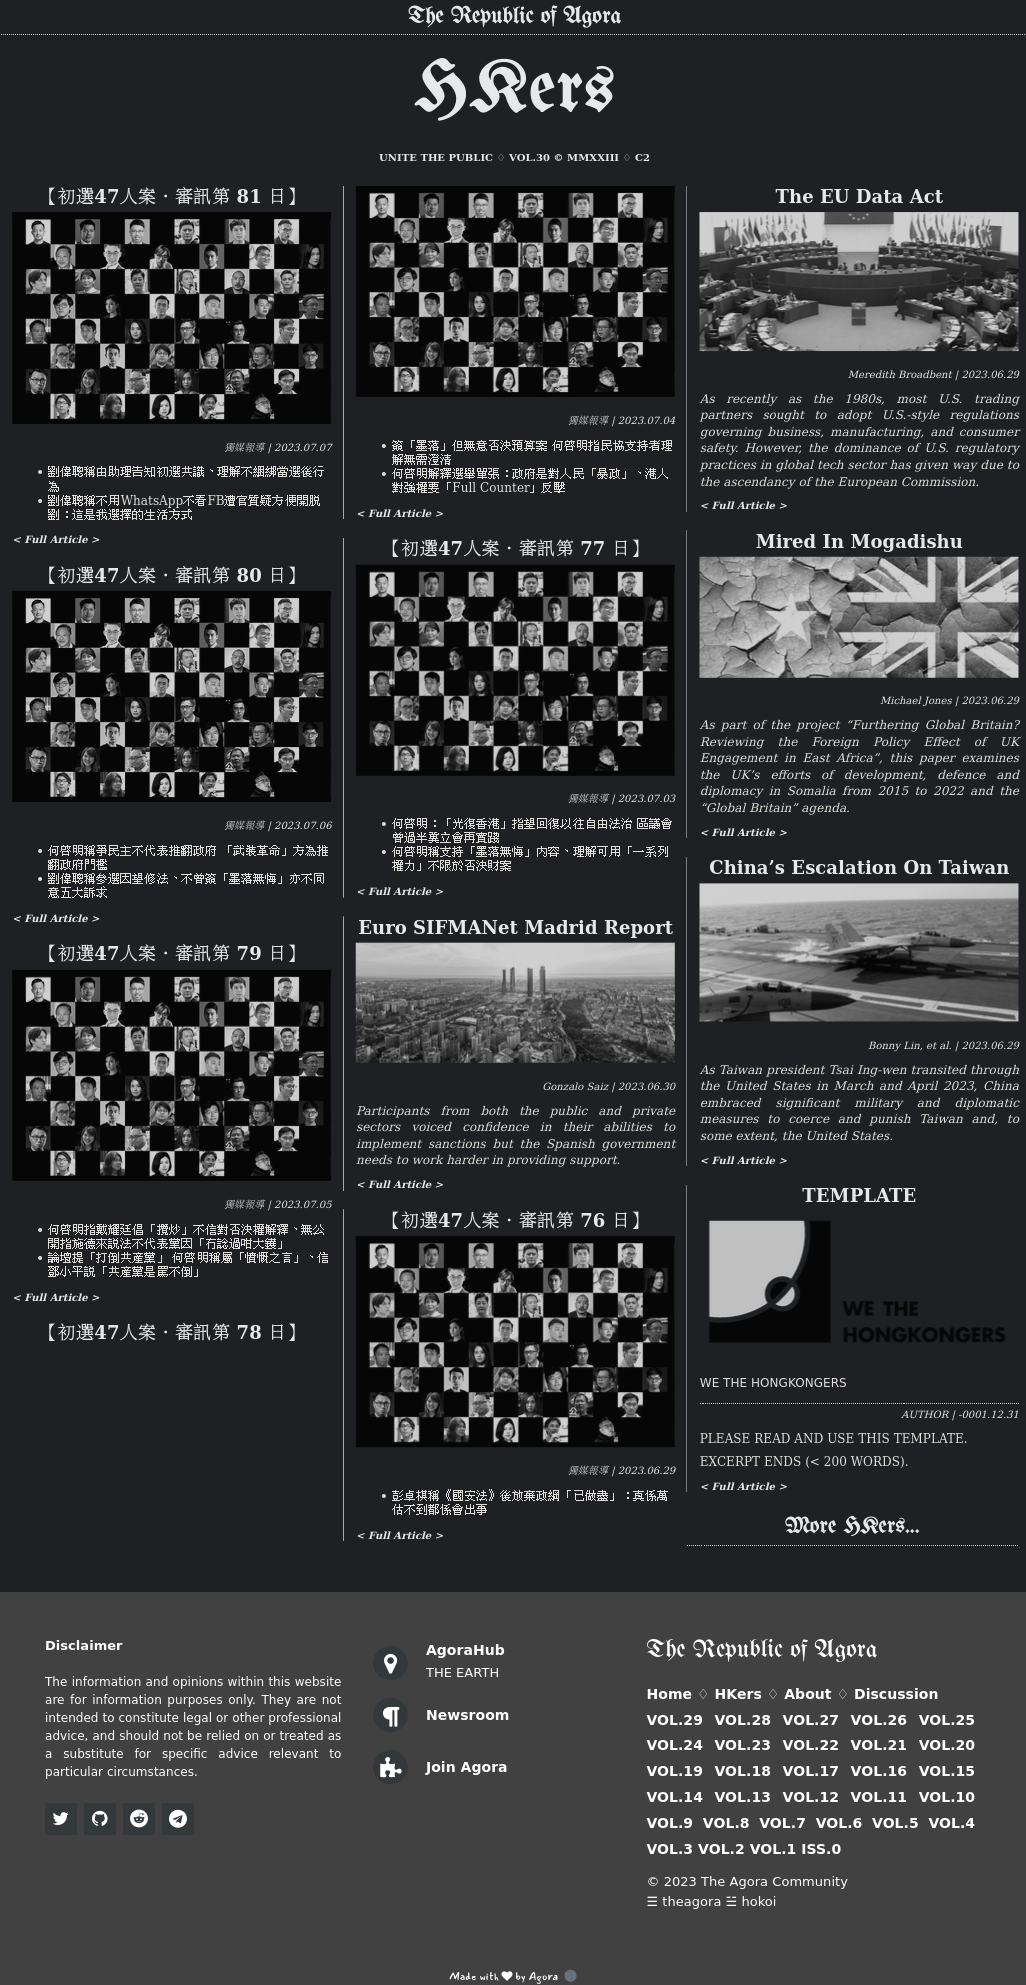 The Republic of Agora
HKers
UNITE THE PUBLIC ♢ VOL.30 © MMXXIII ♢ C2
【初選47人案・審訊第 81 日】
獨媒報導 | 2023.07.07
• 劉偉聰稱由助理告知初選共識、理解不綑綁當選後行
為
• 劉偉聰稱不用WhatsApp不看FB遭官質疑方便開脫
劉：這是我選擇的生活方式
< Full Article >
【初選47人案・審訊第 80 日】
獨媒報導 | 2023.07.06
• 何啓明稱爭民主不代表推翻政府 「武裝革命」方為推
翻政府門檻
• 劉偉聰稱參選因望修法、不曾簽「墨落無悔」亦不同
意五大訴求
< Full Article >
【初選47人案・審訊第 79 日】
獨媒報導 | 2023.07.05
• 何啓明指戴耀廷倡「攬炒」不信對否決權解釋、無公
開指施德來說法不代表黨因「冇諗過咁大鑊」
• 論壇提「打倒共產黨」 何啓明稱屬「憤慨之言」、信
鄧小平說「共產黨是罵不倒」
< Full Article >
【初選47人案・審訊第 78 日】
獨媒報導 | 2023.07.04
• 簽「墨落」但無意否決預算案 何啓明指民協支持者理
解無需澄清
• 何啓明解釋選舉單張：政府是對人民「暴政」、港人
對強權要「Full Counter」反擊
< Full Article >
【初選47人案・審訊第 77 日】
獨媒報導 | 2023.07.03
• 何啓明：「光復香港」指望回復以往自由法治 區議會
曾過半冀立會再實踐
• 何啓明稱支持「墨落無悔」内容、理解可用「一系列
權力」不限於否決財案
< Full Article >
Euro SIFMANet Madrid Report
Gonzalo Saiz | 2023.06.30
Participants from both the public and private
sectors voiced confidence in their abilities to
implement sanctions but the Spanish government
needs to work harder in providing support.
< Full Article >
【初選47人案・審訊第 76 日】
獨媒報導 | 2023.06.29
• 彭卓棋稱《國安法》後放棄政綱「已做盡」：真係萬
估不到都係會出事
< Full Article >
The EU Data Act
Meredith Broadbent | 2023.06.29
As recently as the 1980s, most U.S. trading
partners sought to adopt U.S.-style regulations
governing business, manufacturing, and consumer
safety. However, the dominance of U.S. regulatory
practices in global tech sector has given way due to
the ascendancy of the European Commission.
< Full Article >
Mired In Mogadishu
Michael Jones | 2023.06.29
As part of the project “Furthering Global Britain?
Reviewing the Foreign Policy Effect of UK
Engagement in East Africa”, this paper examines
the UK’s efforts of development, defence and
diplomacy in Somalia from 2015 to 2022 and the
“Global Britain” agenda.
< Full Article >
China’s Escalation On Taiwan
Bonny Lin, et al. | 2023.06.29
As Taiwan president Tsai Ing-wen transited through
the United States in March and April 2023, China
embraced significant military and diplomatic
measures to coerce and punish Taiwan and, to
some extent, the United States.
< Full Article >
TEMPLATE
WE THE
HONGKONGERS
WE THE HONGKONGERS
AUTHOR | -0001.12.31
PLEASE READ AND USE THIS TEMPLATE.
EXCERPT ENDS (< 200 WORDS).
< Full Article >
More HKers...
Disclaimer
The information and opinions within this website
are for information purposes only. They are not
intended to constitute legal or other professional
advice, and should not be relied on or treated as
a substitute for specific advice relevant to
particular circumstances.
AgoraHub
THE EARTH
Newsroom
Join Agora
The Republic of Agora
Home ♢ HKers ♢ About ♢ Discussion
VOL.29 VOL.28 VOL.27 VOL.26 VOL.25
VOL.24 VOL.23 VOL.22 VOL.21 VOL.20
VOL.19 VOL.18 VOL.17 VOL.16 VOL.15
VOL.14 VOL.13 VOL.12 VOL.11 VOL.10
VOL.9 VOL.8 VOL.7 VOL.6 VOL.5 VOL.4
VOL.3 VOL.2 VOL.1 ISS.0
© 2023 The Agora Community
☰ theagora ☱ hokoi
Made with ♥ by Agora